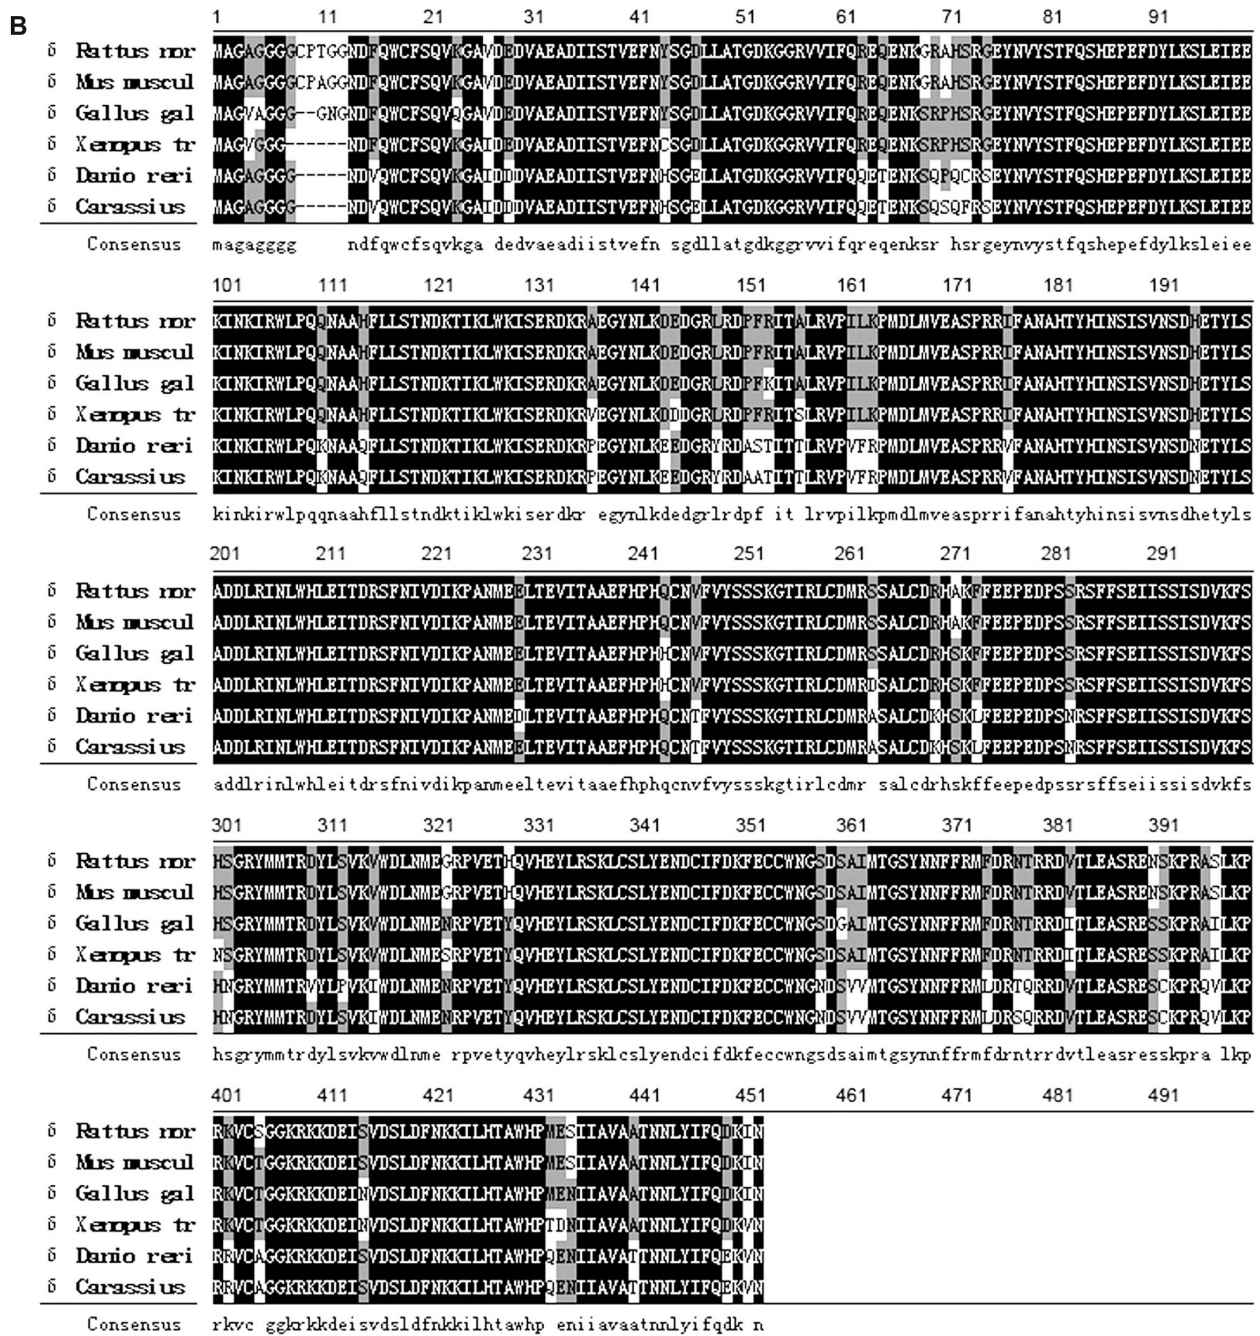 B
1 11 21 31 41 51 61 71 81 91
δ Rattus nor MAGAGGGGCPTGGNDFQWCFSQVKGAVDEDVAEADIISTVEFNYSGDLLATGDKGGRVVIFQREQENKGRAHSRGEYNVYSTFQSHEPEFDYLKSLEIEE
δ Mus muscul MAGAGGGGCPAGGNDFQWCFSQVKGAVDEDVAEADIISTVEFNYSGDLLATGDKGGRVVIFQREQENKGRAHSRGEYNVYSTFQSHEPEFDYLKSLEIEE
δ Gallus gal MAGVAGGG--GNGNDFQWCFSQVQGAIDEDVAEADIISTVEFNYSGDLLATGDKGGRVVIFQREQENKSRPHSRGEYNVYSTFQSHEPEFDYLKSLEIEE
δ Xenopus tr MAGVGGG------NDFQWCFSQVKGAIDEDVAEADIISTVEFNCSGDLLATGDKGGRVVIFQREQENKSRPHSRGEYNVYSTFQSHEPEFDYLKSLEIEE
δ Danio reri MAGAGGGG-----NDVQWCFSQVKGAIDDDVAEADIISTVEFNHSGELLATGDKGGRVVIFQQETENKSQPQCRSEYNVYSTFQSHEPEFDYLKSLEIEE
δ Carassius MAGAGGGG-----NDVQWCFSQVKGAIDDDVAEADIISTVEFNHSGELLATGDKGGRVVIFQQETENKSQSQFRSEYNVYSTFQSHEPEFDYLKSLEIEE
Consensus magagggg ndfqwcfsqvkga dedvaeadiistvefn sgdllatgdkggrvvifqreqenksr hsrgeynvystfqshepefdylksleiee
101 111 121 131 141 151 161 171 181 191
δ Rattus nor KINKIRWLPQQNAAHFLLSTNDKTIKLWKISERDKRAEGYNLKDEDGRLRDPFRITALRVPILKPMDLMVEASPRRIFANAHTYHINSISVNSDHETYLS
δ Mus muscul KINKIRWLPQQNAAHFLLSTNDKTIKLWKISERDKRAEGYNLKDEDGRLRDPFRITALRVPILKPMDLMVEASPRRIFANAHTYHINSISVNSDHETYLS
δ Gallus gal KINKIRWLPQQNAAHFLLSTNDKTIKLWKISERDKRAEGYNLKDEDGRLRDPFKITALRVPILKPMDLMVEASPRRIFANAHTYHINSISVNSDHETYLS
δ Xenopus tr KINKIRWLPQQNAAHFLLSTNDKTIKLWKISERDKRVEGYNLKDDDGRLRDPFRITSLRVPILKPMDLMVEASPRRIFANAHTYHINSISVNSDHETYLS
δ Danio reri KINKIRWLPQKNAAQFLLSTNDKTIKLWKISERDKRPEGYNLKEEDGRYRDASTITTLRVPVFRPMDLMVEASPRRVFANAHTYHINSISVNSDNETYLS
δ Carassius KINKIRWLPQKNAAQFLLSTNDKTIKLWKISERDKRPEGYNLKEEDGRYRDAATITTLRVPVFRPMDLMVEASPRRVFANAHTYHINSISVNSDNETYLS
Consensus kinkirwlpqqnaahfllstndktiklwkiserdkr egynlkdedgrlrdpf it lrvpilkpmdlmveasprrifanahtyhinsisvnsdhetyls
201 211 221 231 241 251 261 271 281 291
δ Rattus nor ADDLRINLWHLEITDRSFNIVDIKPANMEELTEVITAAEFHPHQCNVFVYSSSKGTIRLCDMRSSALCDRHAKFFEEPEDPSSRSFFSEIISSISDVKFS
δ Mus muscul ADDLRINLWHLEITDRSFNIVDIKPANMEELTEVITAAEFHPHQCNVFVYSSSKGTIRLCDMRSSALCDRHAKFFEEPEDPSSRSFFSEIISSISDVKFS
δ Gallus gal ADDLRINLWHLEITDRSFNIVDIKPANMEELTEVITAAEFHPHHCNVFVYSSSKGTIRLCDMRSSALCDRHSKFFEEPEDPSSRSFFSEIISSISDVKFS
δ Xenopus tr ADDLRINLWHLEITDRSFNIVDIKPANMEELTEVITAAEFHPHHCNVFVYSSSKGTIRLCDMRDSALCDRHSKFFEEPEDPSSRSFFSEIISSISDVKFS
δ Danio reri ADDLRINLWHLEITDRSFNIVDIKPANMEDLTEVITAAEFHPHQCNTFVYSSSKGTIRLCDMRASALCDKHSKLFEEPEDPSNRSFFSEIISSISDVKFS
δ Carassius ADDLRINLWHLEITDRSFNIVDIKPANMEELTEVITAAEFHPHQCNTFVYSSSKGTIRLCDMRASALCDKHSKLFEEPEDPSNRSFFSEIISSISDVKFS
Consensus addlrinlwhleitdrsfnivdikpanmeeltevitaaefhphqcnvfvyssskgtirlcdmr salcdrhskffeepedpssrsffseiissisdvkfs
301 311 321 331 341 351 361 371 381 391
δ Rattus nor HSGRYMMTRDYLSVKVWDLNMEGRPVETHQVHEYLRSKLCSLYENDCIFDKFECCWNGSDSAIMTGSYNNFFRMFDRNTRRDVTLEASRENSKPRASLKP
δ Mus muscul HSGRYMMTRDYLSVKVWDLNMEGRPVETHQVHEYLRSKLCSLYENDCIFDKFECCWNGSDSAIMTGSYNNFFRMFDRNTRRDVTLEASRENSKPRASLKP
δ Gallus gal HSGRYMMTRDYLSVKVWDLNMENRPVETYQVHEYLRSKLCSLYENDCIFDKFECCWNGSDGAIMTGSYNNFFRMFDRNTRRDITLEASRESSKPRAILKP
δ Xenopus tr NSGRYMMTRDYLSVKVWDLNMESRPVETYQVHEYLRSKLCSLYENDCIFDKFECCWNGSDSAIMTGSYNNFFRMFDRNTRRDITLEASRESSKPRAILKP
δ Danio reri HNGRYMMTRVYLPVKIWDLNMENRPVETYQVHEYLRSKLCSLYENDCIFDKFECCWNGNDSVVMTGSYNNFFRMLDRTQRRDVTLEASRESCKPRQVLKP
δ Carassius HNGRYMMTRDYLSVKIWDLNMENRPVETYQVHEYLRSKLCSLYENDCIFDKFECCWNGNDSVVMTGSYNNFFRMLDRSQRRDVTLEASRESCKPRQVLKP
Consensus hsgrymmtrdylsvkvwdlnme rpvetyqvheylrsklcslyendcifdkfeccwngsdsaimtgsynnffrmfdrntrrdvtleasresskpra lkp
401 411 421 431 441 451 461 471 481 491
δ Rattus nor RKVCSGGKRKKDEISVDSLDFNKKILHTAWHPMESIIAVAATNNLYIFQDKIN
δ Mus muscul RKVCTGGKRKKDEISVDSLDFNKKILHTAWHPMESIIAVAATNNLYIFQDKIN
δ Gallus gal RKVCTGGKRKKDEINVDSLDFNKKILHTAWHPMENIIAVAATNNLYIFQDKIN
δ Xenopus tr RKVCTGGKRKKDEINVDSLDFNKKILHTAWHPTDNIIAVAATNNLYIFQDKVN
δ Danio reri RRVCAGGKRKKDEISVDSLDFNKKILHTAWHPQENIIAVATTNNLYIFQEKVN
δ Carassius RRVCAGGKRKKDEISVDSLDFNKKILHTAWHPQENIIAVATTNNLYIFQEKVN
Consensus rkvc ggkrkkdeisvdsldfnkkilhtawhp eniiavaatnnlyifqdk n